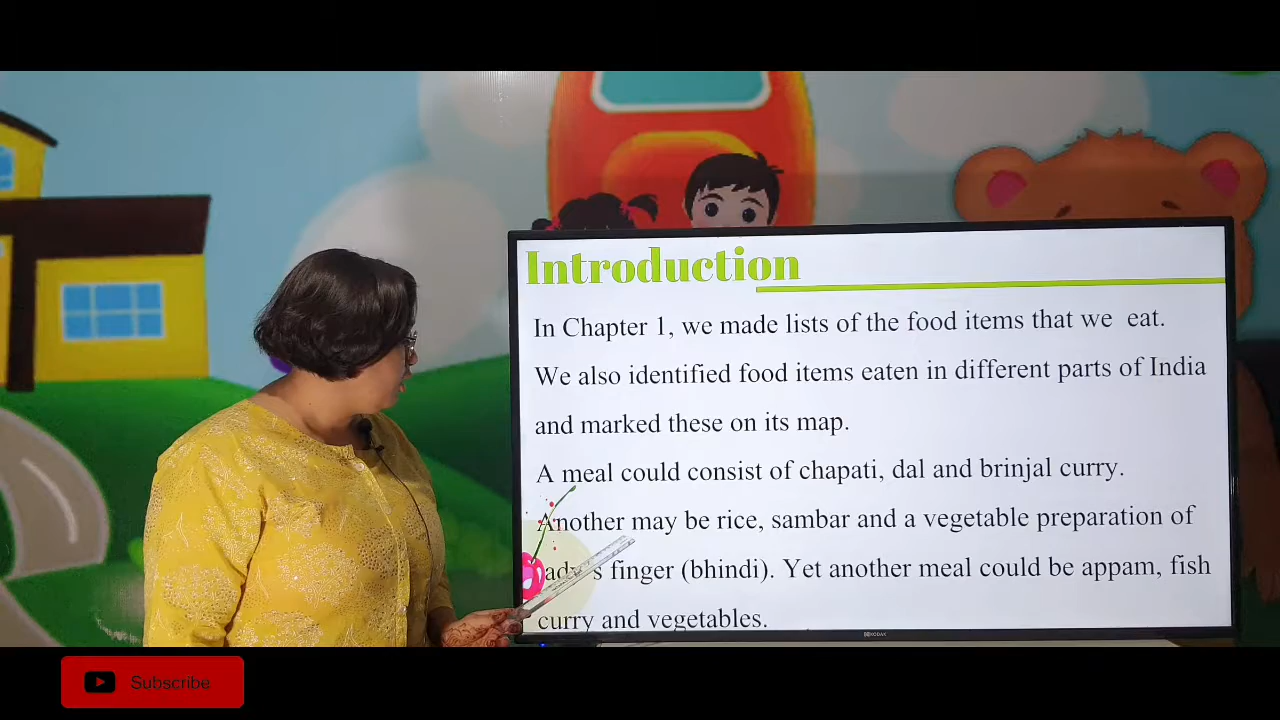 Introduction
In Chapter 1, we made lists of the food items that we eat.
We also identified food items eaten in different parts of India
and marked these on its map.
A meal could consist of chapati, dal and brinjal curry.
Another may be rice, sambar and a vegetable preparation of
lady's finger (bhindi). Yet another meal could be appam, fish
curry and vegetables.
KODAK
Subscribe